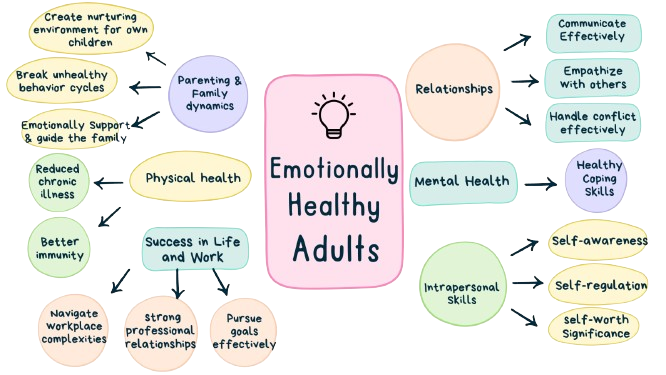 Create nurturing
environment for own
children
Break unhealthy
behavior cycles
Emotionally Support
& guide the family
Parenting &
Family
dynamics
Reduced
chronic
illness
Better
immunity
Physical health
Success in Life
and Work
Navigate
workplace
complexities
strong
professional
relationships
Pursue
goals
effectively
Emotionally
Healthy
Adults
Relationships
Communicate
Effectively
Empathize
with others
Handle conflict
effectively
Mental Health
Healthy
Coping
Skills
Intrapersonal
Skills
Self-awareness
Self-regulation
self-worth
Significance